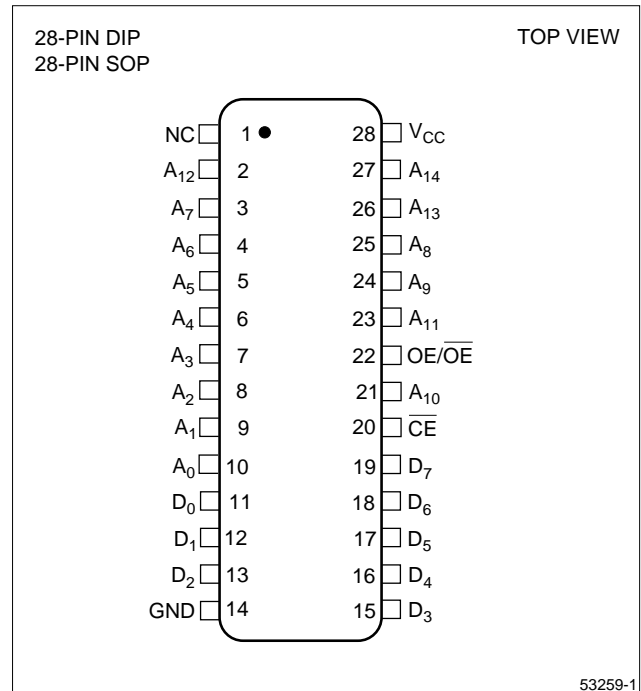 28-PIN DIP TOP VIEW
28-PIN SOP
NC 1 28 VCC
A12 2 27 A14
A7 3 26 A13
A6 4 25 A8
A5 5 24 A9
A4 6 23 A11
A3 7 22 OE/O̅E̅
A2 8 21 A10
A1 9 20 C̅E̅
A0 10 19 D7
D0 11 18 D6
D1 12 17 D5
D2 13 16 D4
GND 14 15 D3
53259-1